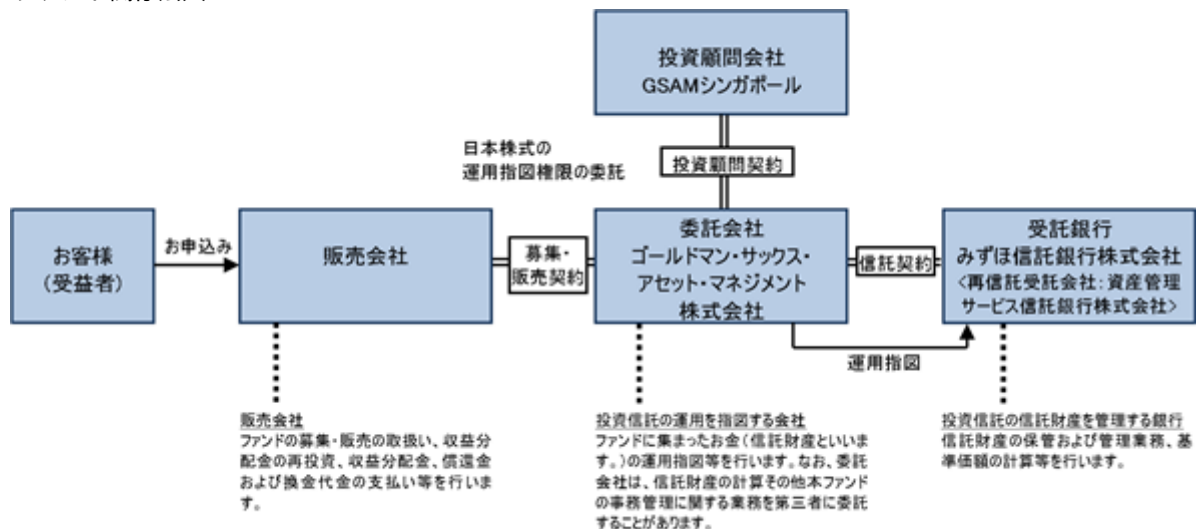 投資顧問会社
GSAMシンガポール
日本株式の
運用指図権限の委託
投資顧問契約
お客様
(受益者)
お申込み
販売会社
募集・
販売契約
委託会社
ゴールドマン・サックス・
アセット・マネジメント
株式会社
信託契約
受託銀行
みずほ信託銀行株式会社
<再信託受託会社:資産管理
サービス信託銀行株式会社>
運用指図
販売会社
ファンドの募集・販売の取扱い、収益分
配金の再投資、収益分配金、償還金
および換金代金の支払い等を行いま
す。
投資信託の運用を指図する会社
ファンドに集まったお金(信託財産といいま
す。)の運用指図等を行います。なお、委託
会社は、信託財産の計算その他本ファンド
の事務管理に関する業務を第三者に委託
することがあります。
投資信託の信託財産を管理する銀行
信託財産の保管および管理業務、基
準価額の計算等を行います。